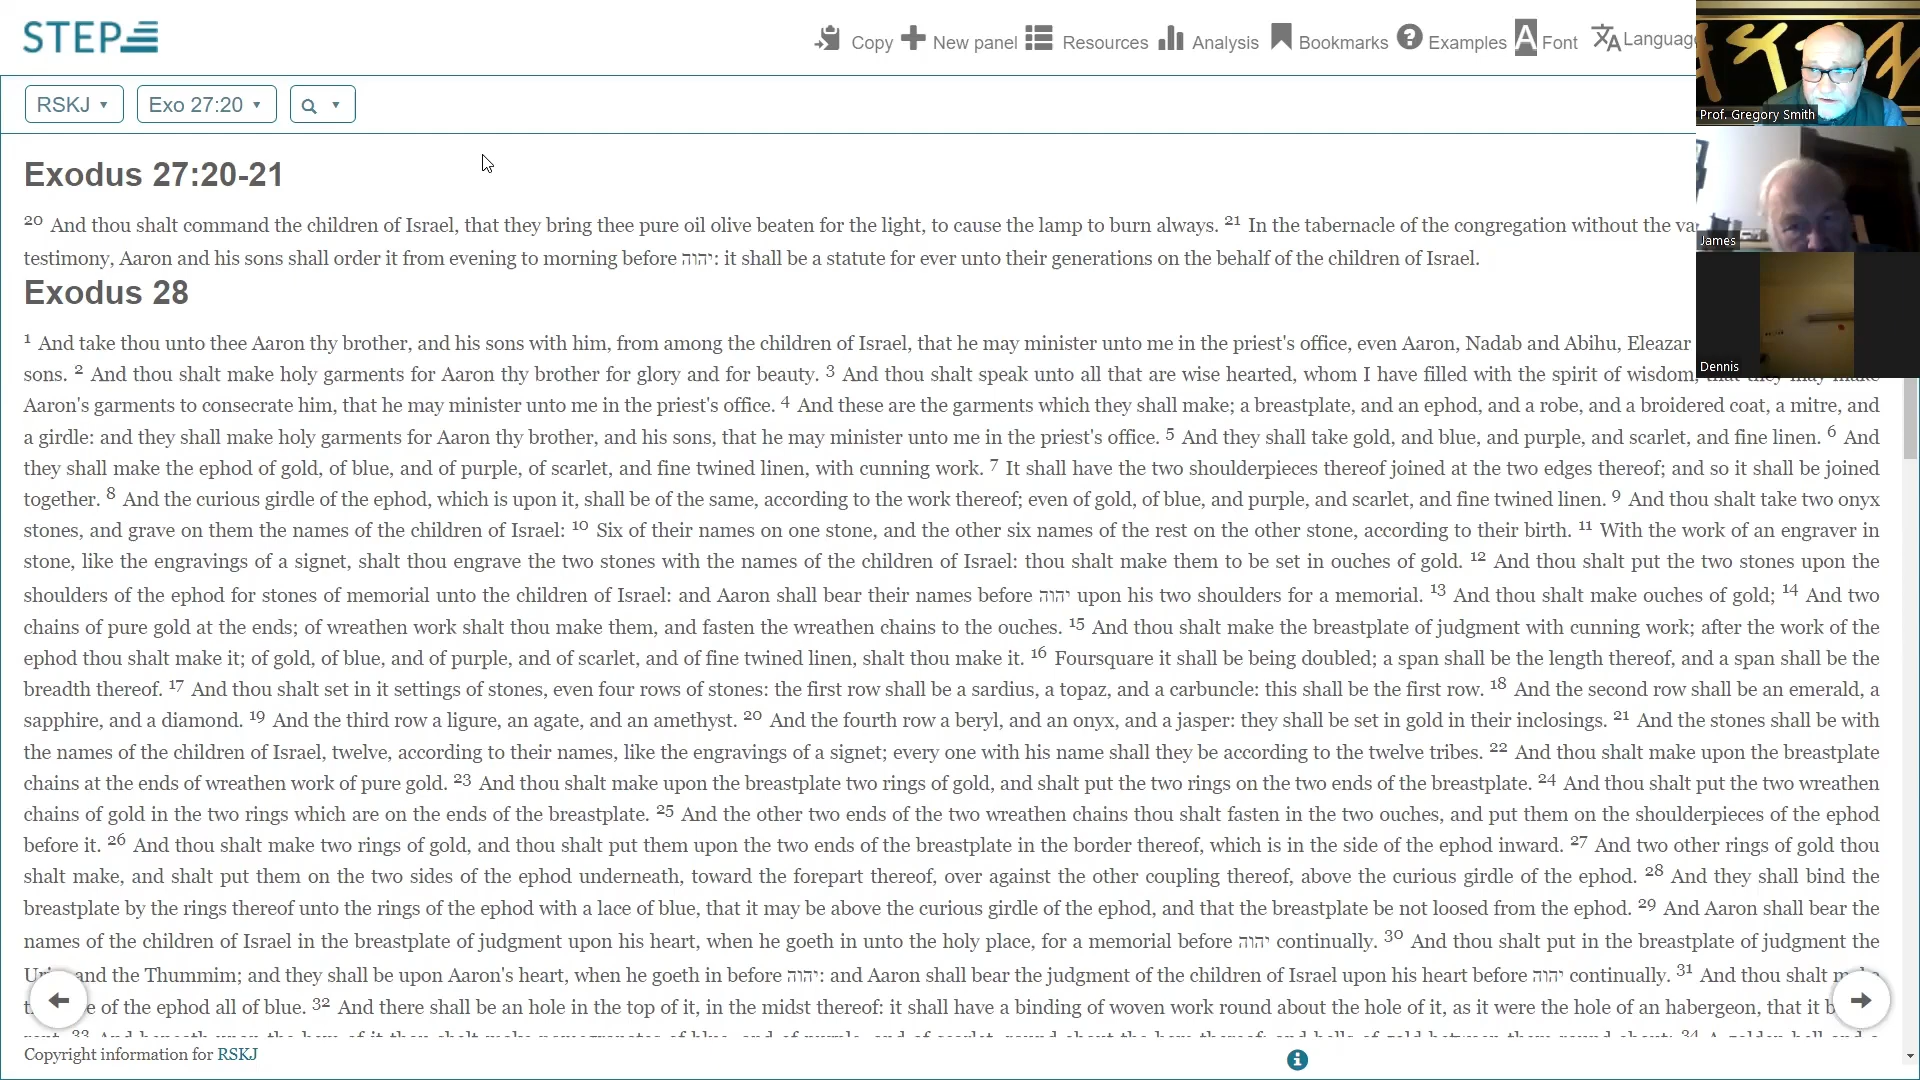 STEP
Copy New panel Resources Analysis Bookmarks Examples Font Languag
RSKJ Exo 27:20
Prof. Gregory Smith
James
Dennis
Exodus 27:20-21
20 And thou shalt command the children of Israel, that they bring thee pure oil olive beaten for the light, to cause the lamp to burn always. 21 In the tabernacle of the congregation without the va
testimony, Aaron and his sons shall order it from evening to morning before יהוה: it shall be a statute for ever unto their generations on the behalf of the children of Israel.
Exodus 28
1 And take thou unto thee Aaron thy brother, and his sons with him, from among the children of Israel, that he may minister unto me in the priest's office, even Aaron, Nadab and Abihu, Eleazar
sons. 2 And thou shalt make holy garments for Aaron thy brother for glory and for beauty. 3 And thou shalt speak unto all that are wise hearted, whom I have filled with the spirit of wisdom, that they may make
Aaron's garments to consecrate him, that he may minister unto me in the priest's office. 4 And these are the garments which they shall make; a breastplate, and an ephod, and a robe, and a broidered coat, a mitre, and
a girdle: and they shall make holy garments for Aaron thy brother, and his sons, that he may minister unto me in the priest's office. 5 And they shall take gold, and blue, and purple, and scarlet, and fine linen. 6 And
they shall make the ephod of gold, of blue, and of purple, of scarlet, and fine twined linen, with cunning work. 7 It shall have the two shoulderpieces thereof joined at the two edges thereof; and so it shall be joined
together. 8 And the curious girdle of the ephod, which is upon it, shall be of the same, according to the work thereof; even of gold, of blue, and purple, and scarlet, and fine twined linen. 9 And thou shalt take two onyx
stones, and grave on them the names of the children of Israel: 10 Six of their names on one stone, and the other six names of the rest on the other stone, according to their birth. 11 With the work of an engraver in
stone, like the engravings of a signet, shalt thou engrave the two stones with the names of the children of Israel: thou shalt make them to be set in ouches of gold. 12 And thou shalt put the two stones upon the
shoulders of the ephod for stones of memorial unto the children of Israel: and Aaron shall bear their names before יהוה upon his two shoulders for a memorial. 13 And thou shalt make ouches of gold; 14 And two
chains of pure gold at the ends; of wreathen work shalt thou make them, and fasten the wreathen chains to the ouches. 15 And thou shalt make the breastplate of judgment with cunning work; after the work of the
ephod thou shalt make it; of gold, of blue, and of purple, and of scarlet, and of fine twined linen, shalt thou make it. 16 Foursquare it shall be being doubled; a span shall be the length thereof, and a span shall be the
breadth thereof. 17 And thou shalt set in it settings of stones, even four rows of stones: the first row shall be a sardius, a topaz, and a carbuncle: this shall be the first row. 18 And the second row shall be an emerald, a
sapphire, and a diamond. 19 And the third row a ligure, an agate, and an amethyst. 20 And the fourth row a beryl, and an onyx, and a jasper: they shall be set in gold in their inclosings. 21 And the stones shall be with
the names of the children of Israel, twelve, according to their names, like the engravings of a signet; every one with his name shall they be according to the twelve tribes. 22 And thou shalt make upon the breastplate
chains at the ends of wreathen work of pure gold. 23 And thou shalt make upon the breastplate two rings of gold, and shalt put the two rings on the two ends of the breastplate. 24 And thou shalt put the two wreathen
chains of gold in the two rings which are on the ends of the breastplate. 25 And the other two ends of the two wreathen chains thou shalt fasten in the two ouches, and put them on the shoulderpieces of the ephod
before it. 26 And thou shalt make two rings of gold, and thou shalt put them upon the two ends of the breastplate in the border thereof, which is in the side of the ephod inward. 27 And two other rings of gold thou
shalt make, and shalt put them on the two sides of the ephod underneath, toward the forepart thereof, over against the other coupling thereof, above the curious girdle of the ephod. 28 And they shall bind the
breastplate by the rings thereof unto the rings of the ephod with a lace of blue, that it may be above the curious girdle of the ephod, and that the breastplate be not loosed from the ephod. 29 And Aaron shall bear the
names of the children of Israel in the breastplate of judgment upon his heart, when he goeth in unto the holy place, for a memorial before יהוה continually. 30 And thou shalt put in the breastplate of judgment the
and the Thummim; and they shall be upon Aaron's heart, when he goeth in before יהוה: and Aaron shall bear the judgment of the children of Israel upon his heart before יהוה continually. 31 And thou shalt
of the ephod all of blue. 32 And there shall be an hole in the top of it, in the midst thereof: it shall have a binding of woven work round about the hole of it, as it were the hole of an habergeon, that it
Copyright information for RSKJ